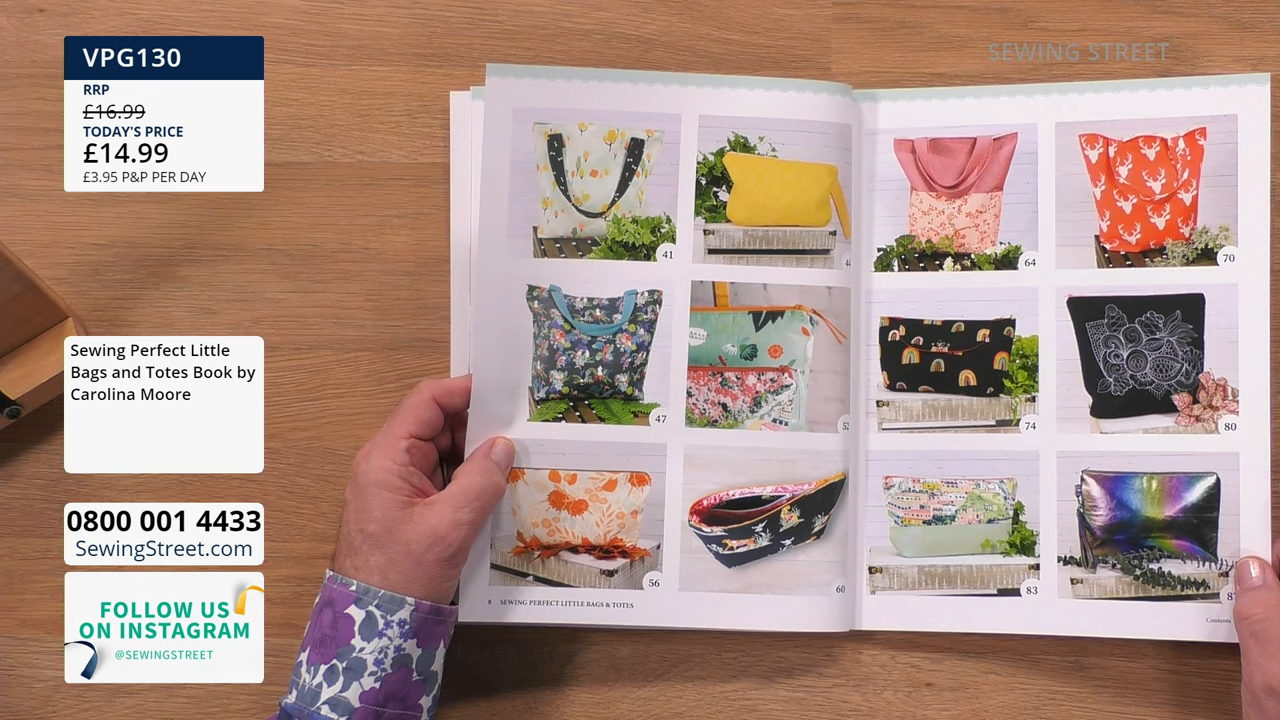 VPG130
RRP
£16.99
TODAY'S PRICE
£14.99
£3.95 P&P PER DAY
Sewing Perfect Little
Bags and Totes Book by
Carolina Moore
0800 001 4433
SewingStreet.com
FOLLOW US
ON INSTAGRAM
@SEWINGSTREET
SEWING STREET
41
64
70
47
52
74
80
56
60
83
8 SEWING PERFECT LITTLE BAGS & TOTES
Contents